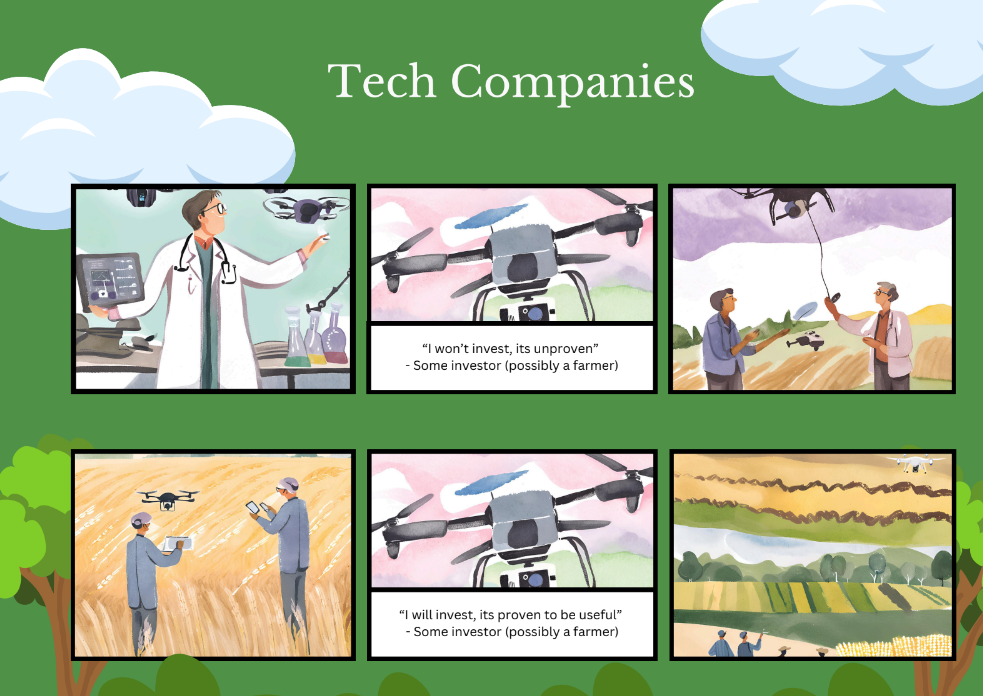 Tech Companies
“I won’t invest, its unproven”
- Some investor (possibly a farmer)
“I will invest, its proven to be useful”
- Some investor (possibly a farmer)